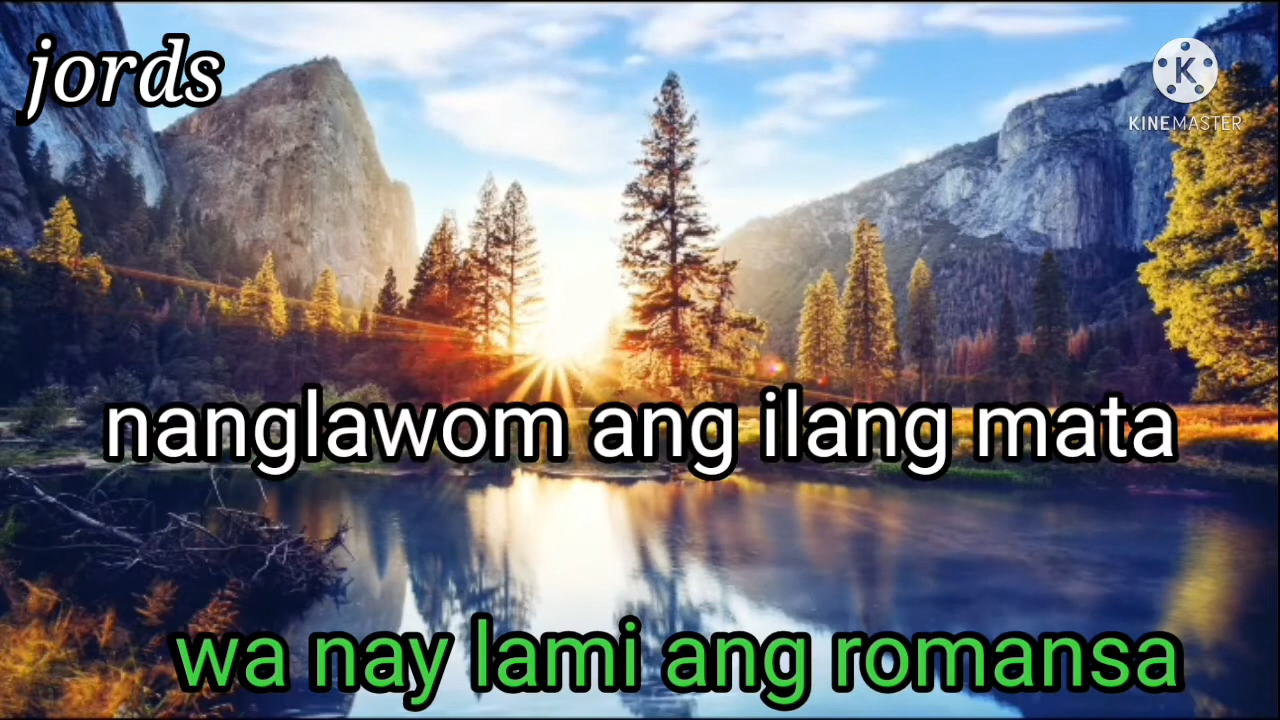 jords
K
KINEMASTER
nanglawom ang ilang mata
wa nay lami ang romansa